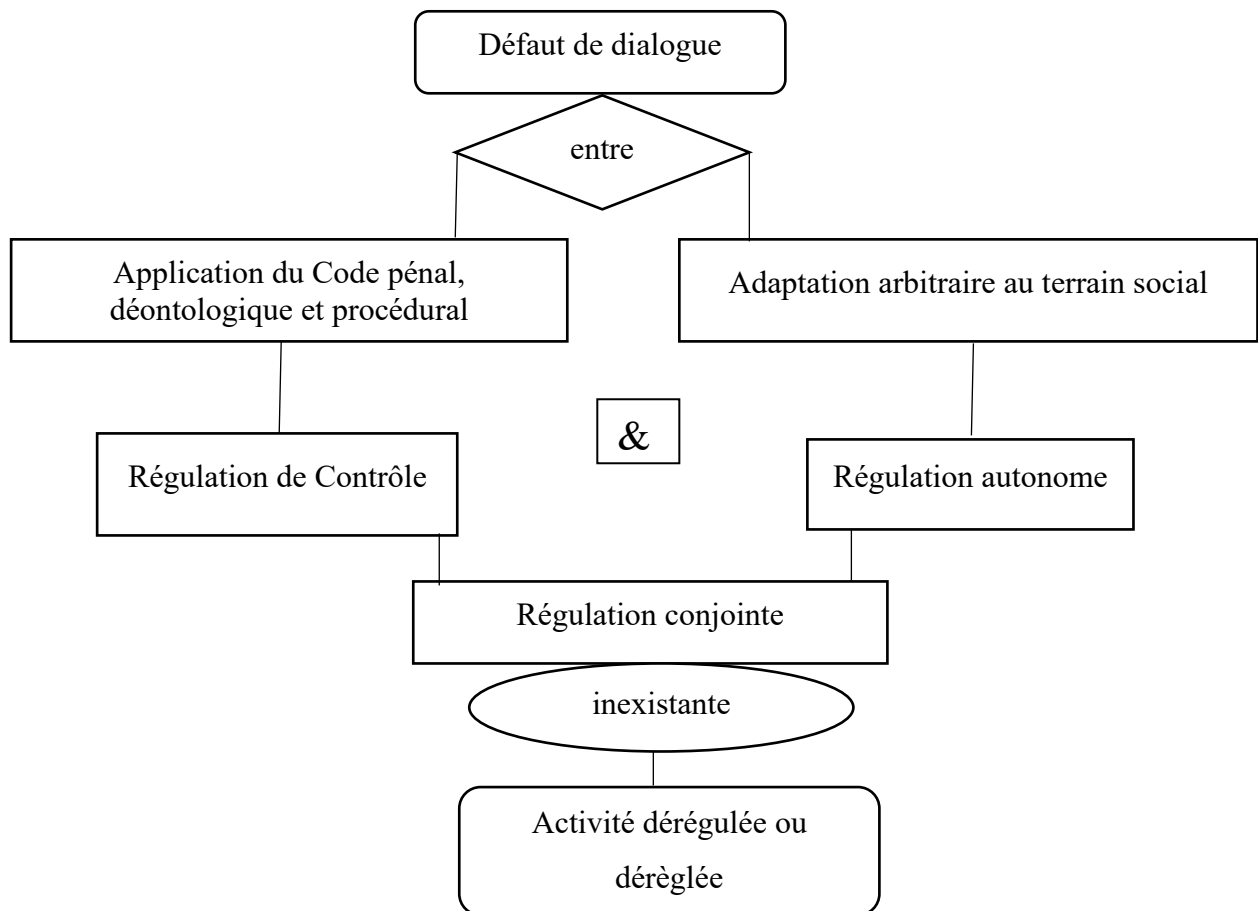 Défaut de dialogue
entre
Application du Code pénal,
déontologique et procédural
Adaptation arbitraire au terrain social
&
Régulation de Contrôle
Régulation autonome
Régulation conjointe
inexistante
Activité dérégulée ou
dérèglée